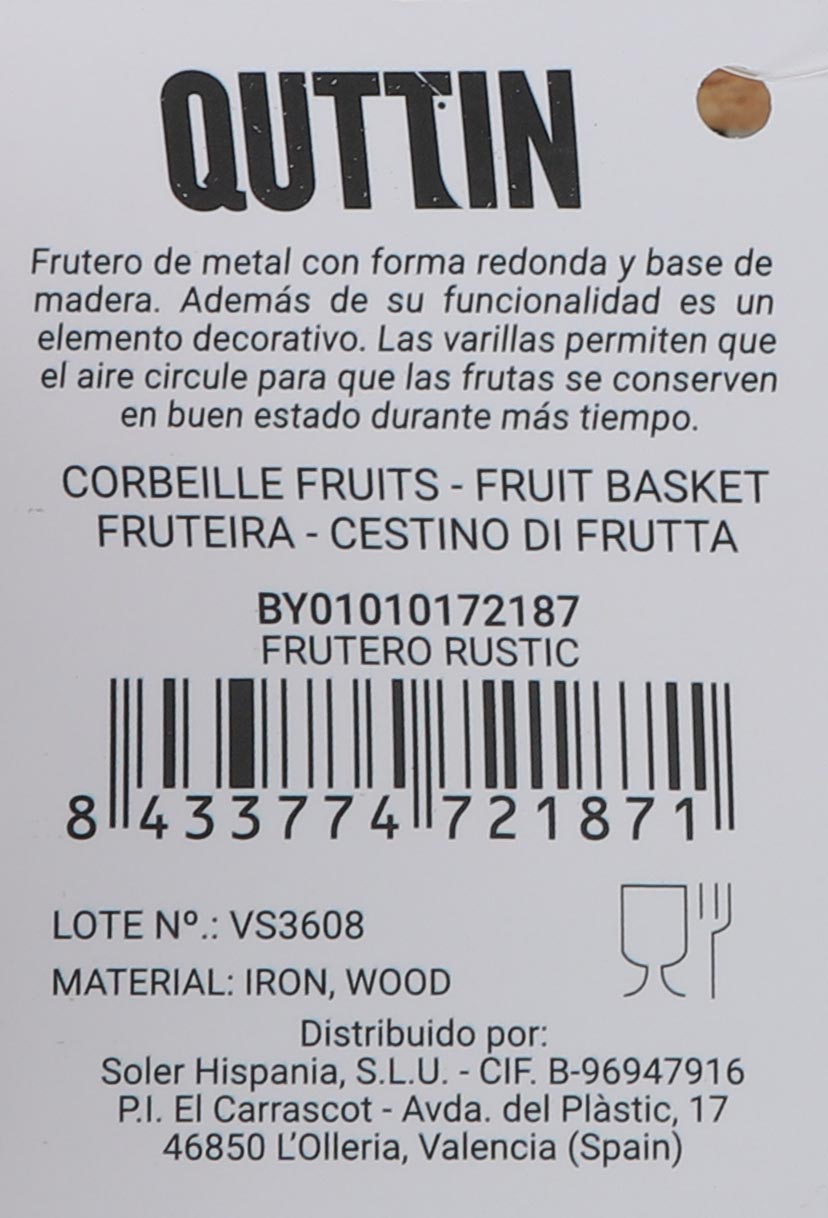 QUTTIN
Frutero de metal con forma redonda y base de
madera. Además de su funcionalidad es un
elemento decorativo. Las varillas permiten que
el aire circule para que las frutas se conserven
en buen estado durante más tiempo.
CORBEILLE FRUITS - FRUIT BASKET
FRUTEIRA - CESTINO DI FRUTTA
BY01010172187
FRUTERO RUSTIC
8 433774 721871
LOTE Nº.: VS3608
MATERIAL: IRON, WOOD
Distribuido por:
Soler Hispania, S.L.U. - CIF. B-96947916
P.I. El Carrascot - Avda. del Plàstic, 17
46850 L'Olleria, Valencia (Spain)